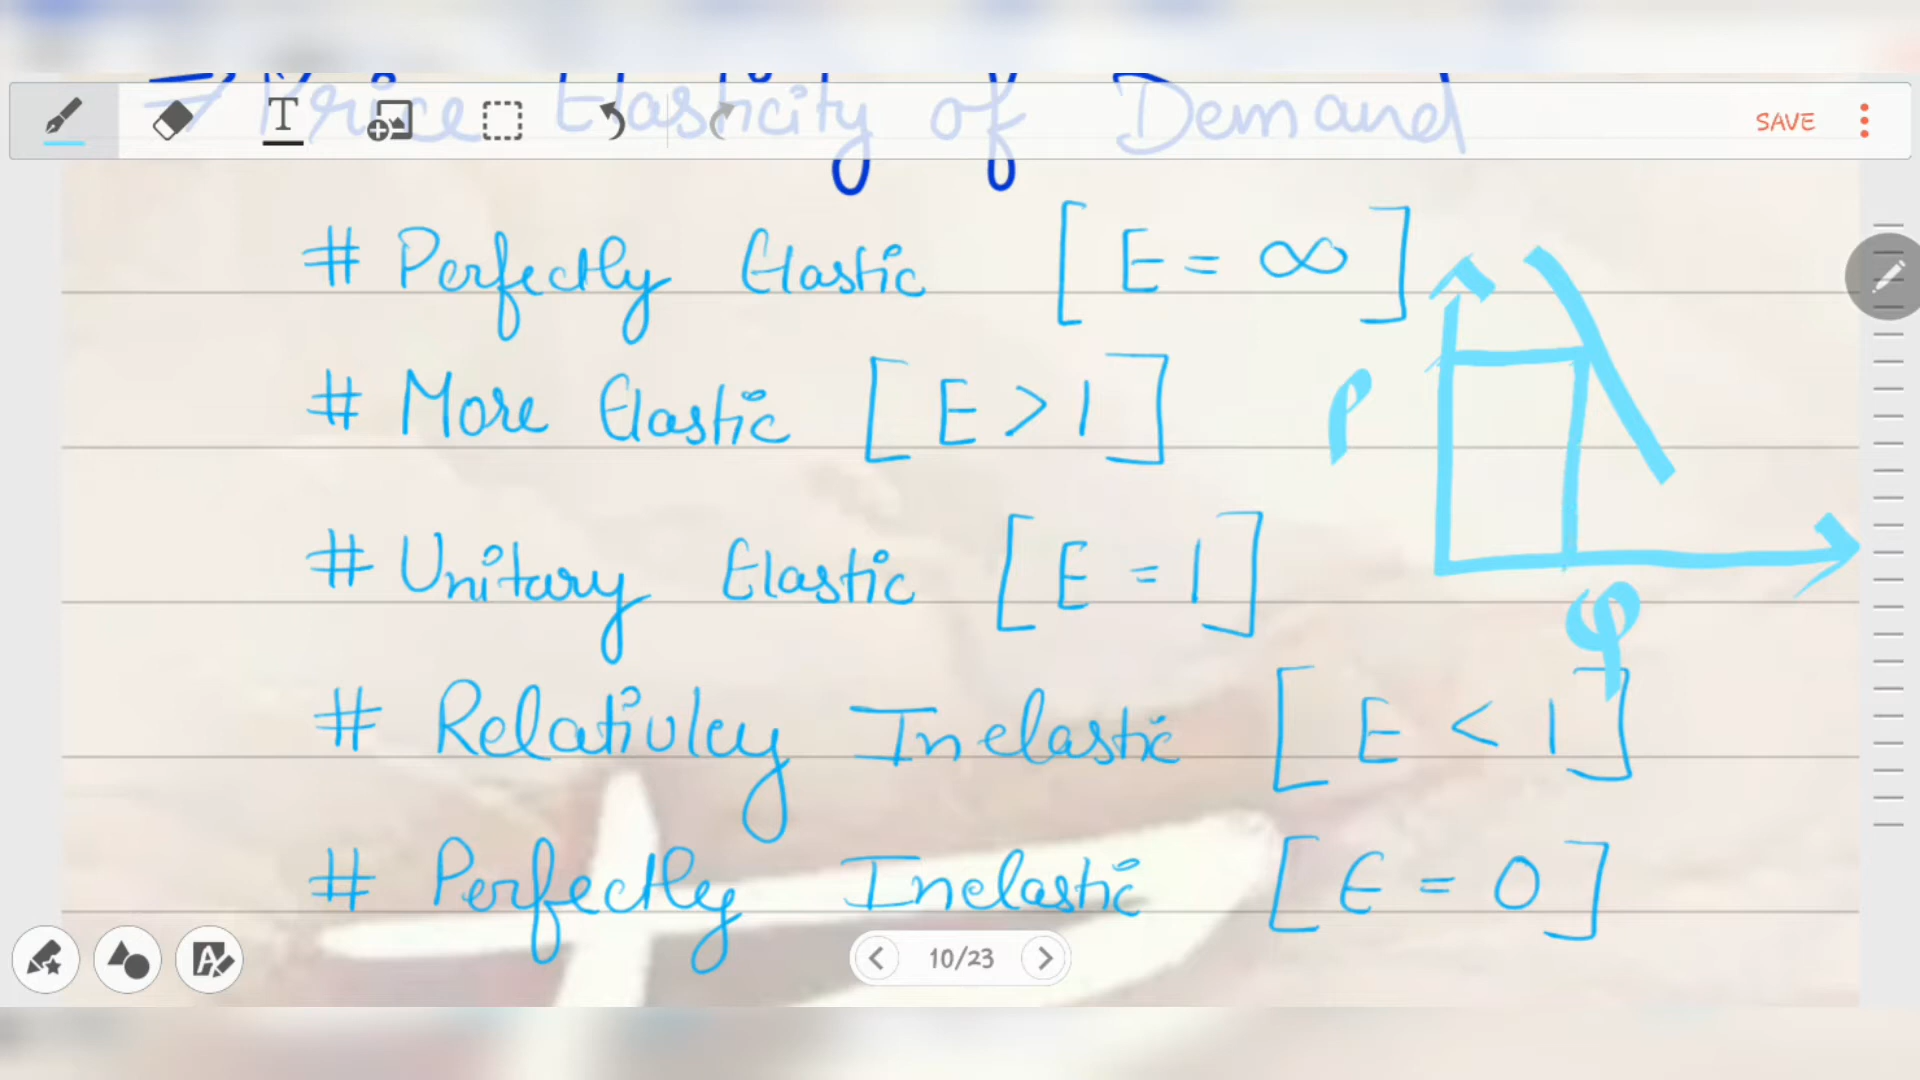 → Price Elasticity of Demand
T
SAVE
# Perfectly Elastic [E = ∞]
# More Elastic [E > 1]
P
# Unitary Elastic [E = 1]
φ
# Relativley Inelastic [E < 1]
# Perfectly Inelastic [E = 0]
A
10/23